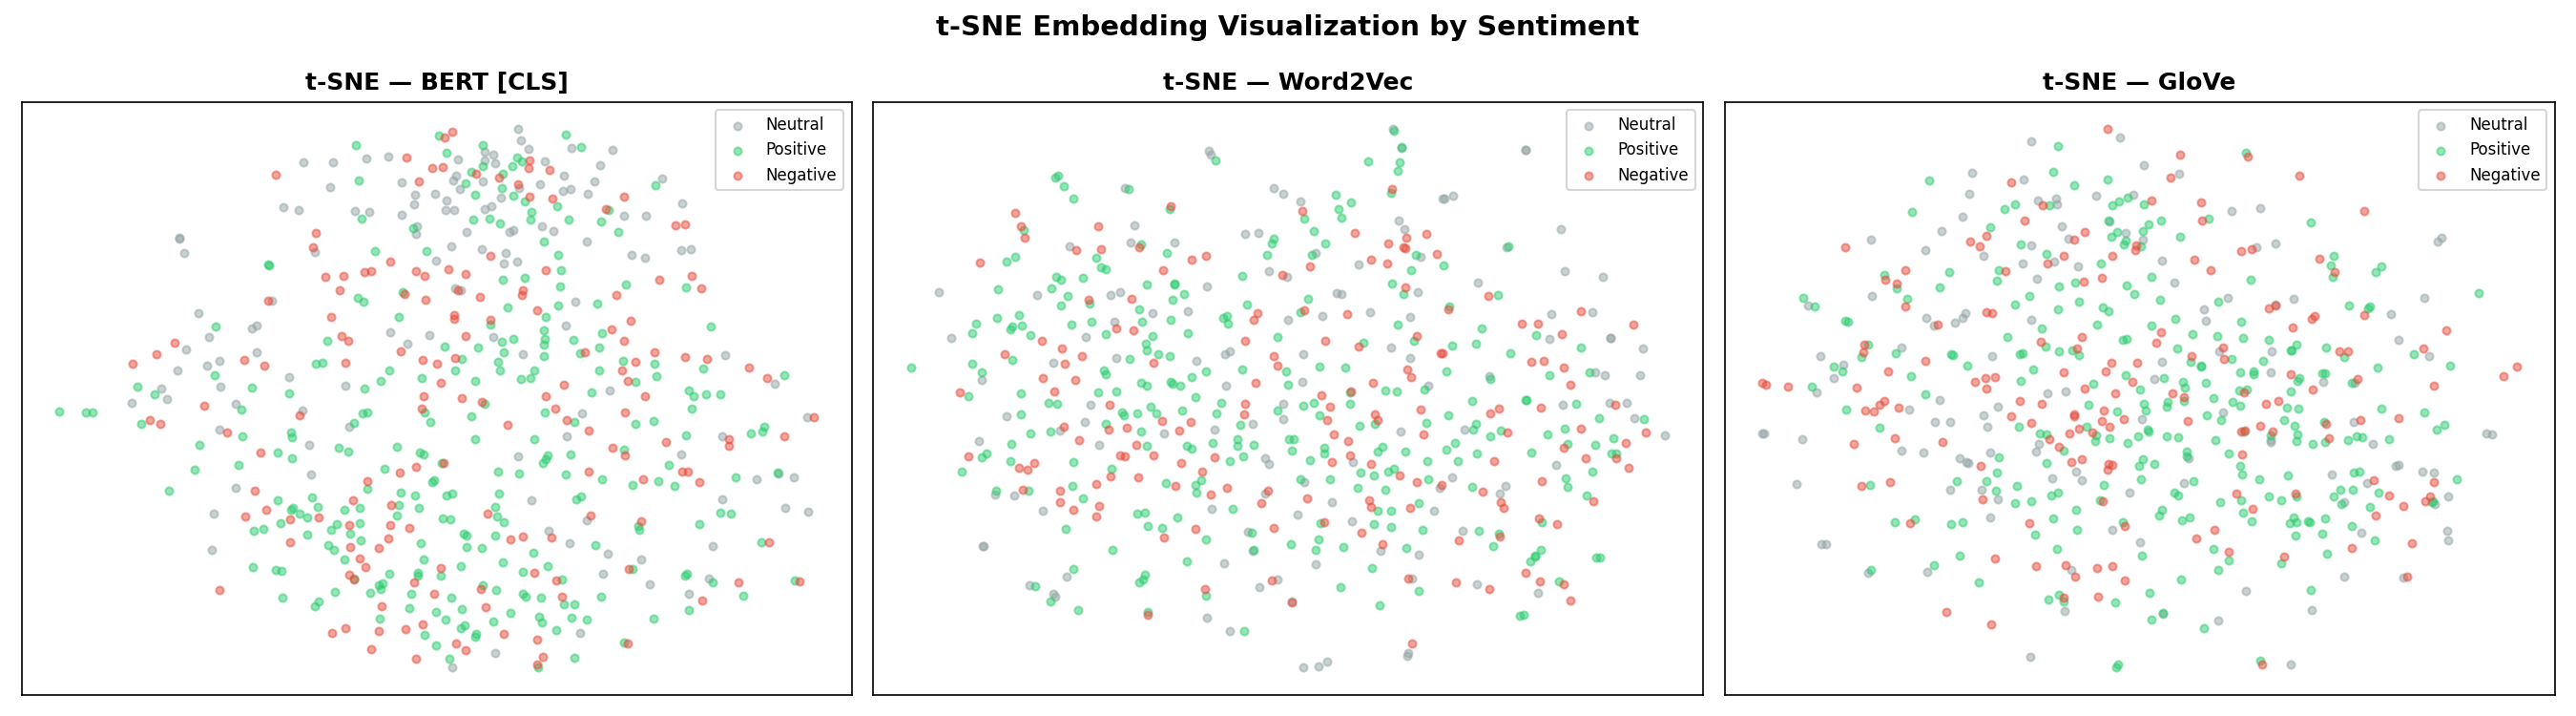 t-SNE Embedding Visualization by Sentiment
t-SNE — BERT [CLS]
Neutral
Positive
Negative
t-SNE — Word2Vec
Neutral
Positive
Negative
t-SNE — GloVe
Neutral
Positive
Negative